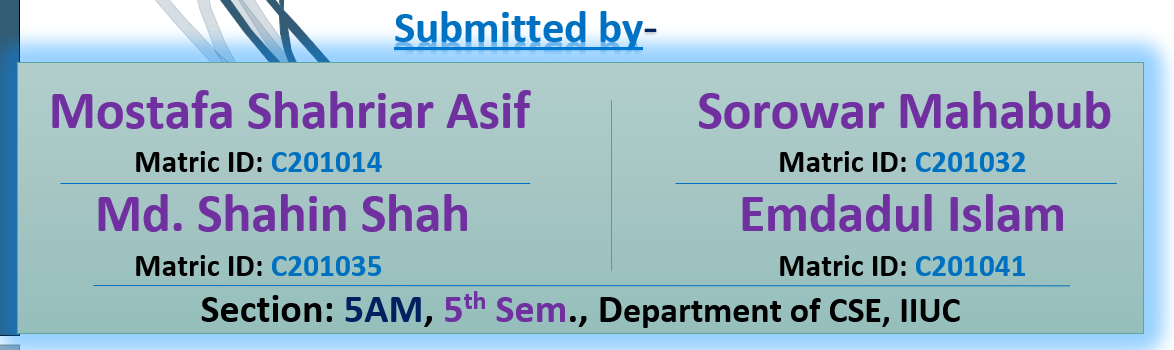 Submitted by-
Mostafa Shahriar Asif
Matric ID: C201014
Sorowar Mahabub
Matric ID: C201032
Md. Shahin Shah
Matric ID: C201035
Emdadul Islam
Matric ID: C201041
Section: 5AM, 5th Sem., Department of CSE, IIUC